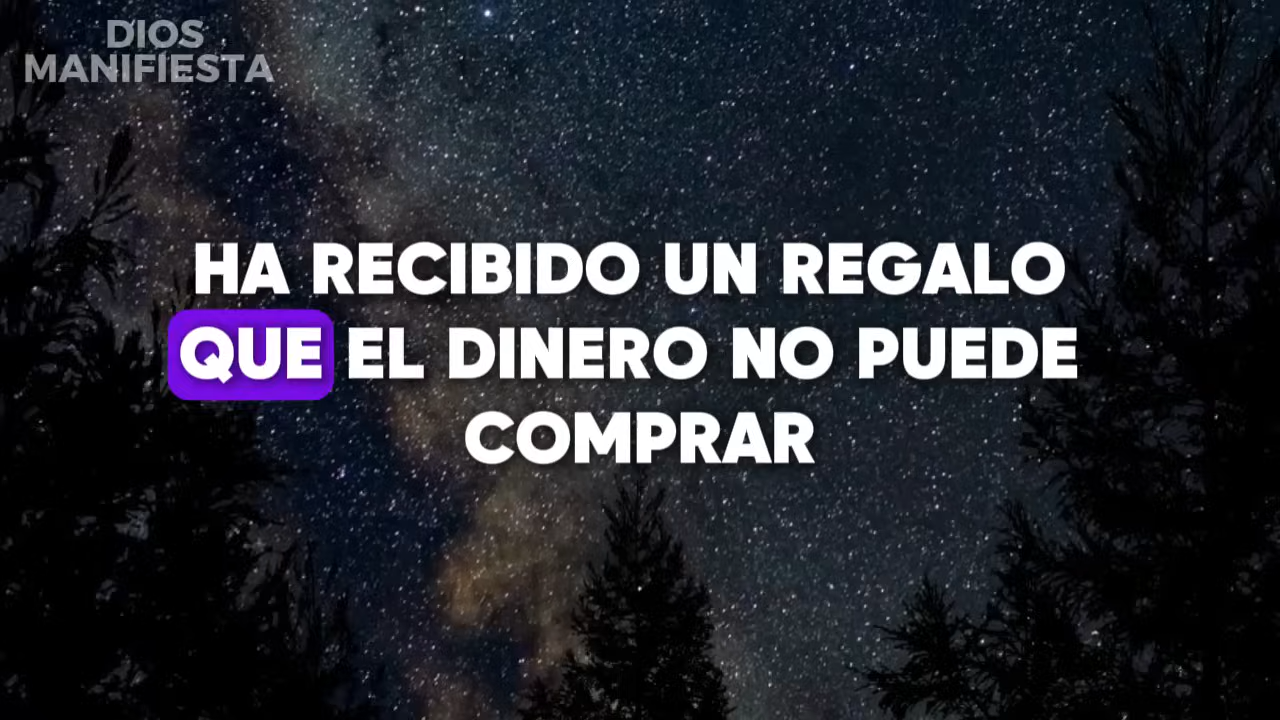 DIOS
MANIFIESTA
HA RECIBIDO UN REGALO
QUE EL DINERO NO PUEDE
COMPRAR